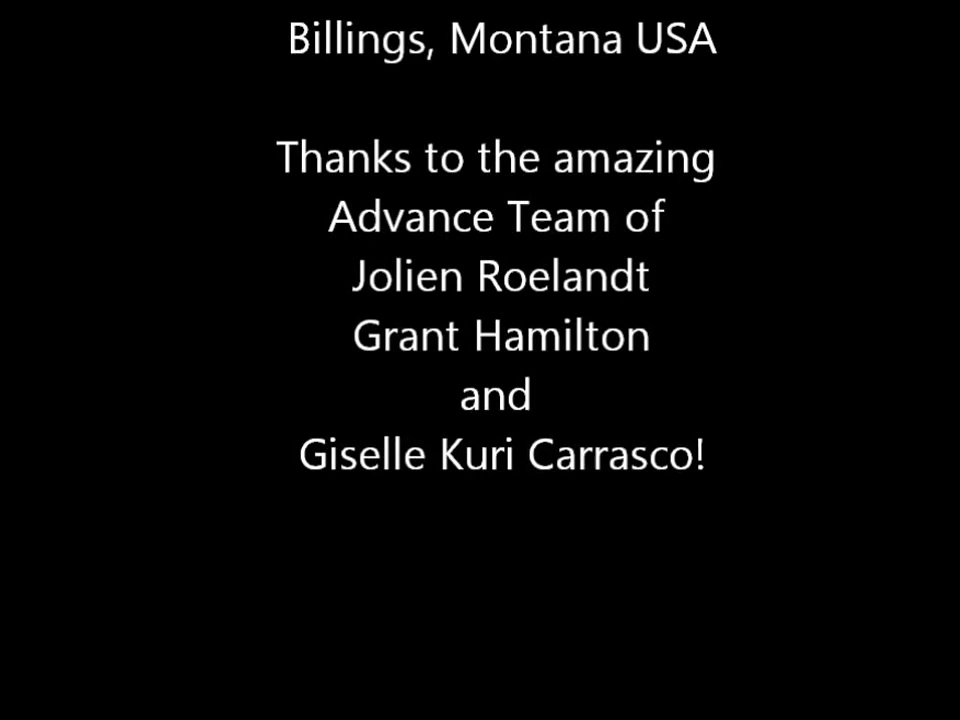 Billings, Montana USA
Thanks to the amazing
Advance Team of
Jolien Roelandt
Grant Hamilton
and
Giselle Kuri Carrasco!